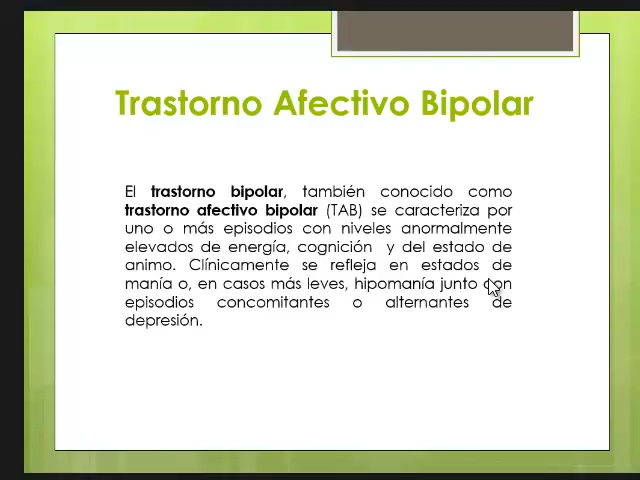 Trastorno Afectivo Bipolar
El trastorno bipolar, también conocido como
trastorno afectivo bipolar (TAB) se caracteriza por
uno o más episodios con niveles anormalmente
elevados de energía, cognición y del estado de
animo. Clínicamente se refleja en estados de
manía o, en casos más leves, hipomanía junto con
episodios concomitantes o alternantes de
depresión.